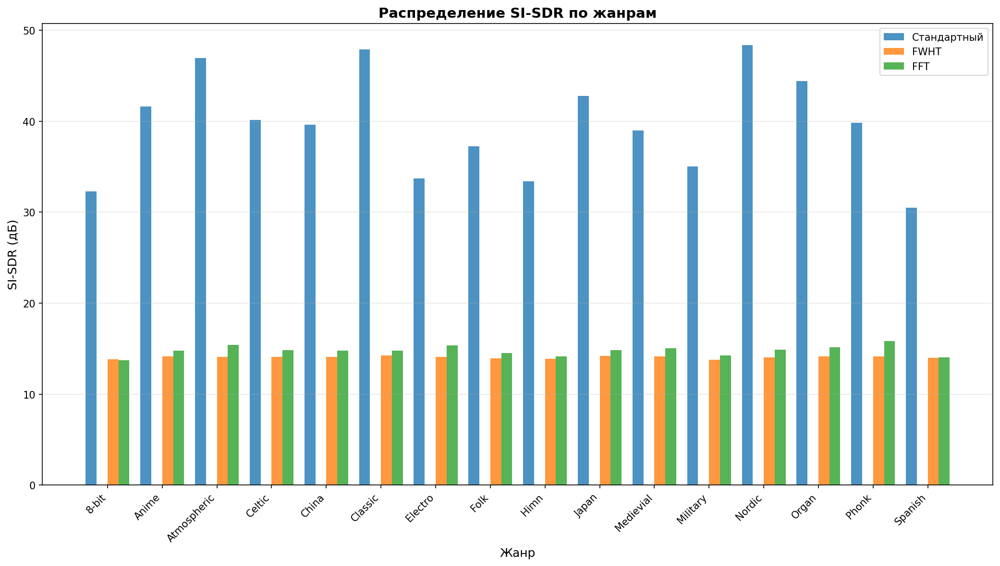 Распределение SI-SDR по жанрам
Стандартный
FWHT
FFT
SI-SDR (дБ)
50
40
30
20
10
0
8-bit
Anime
Atmospheric
Celtic
China
Classic
Electro
Folk
Himn
Japan
Medievial
Military
Nordic
Organ
Phonk
Spanish
Жанр